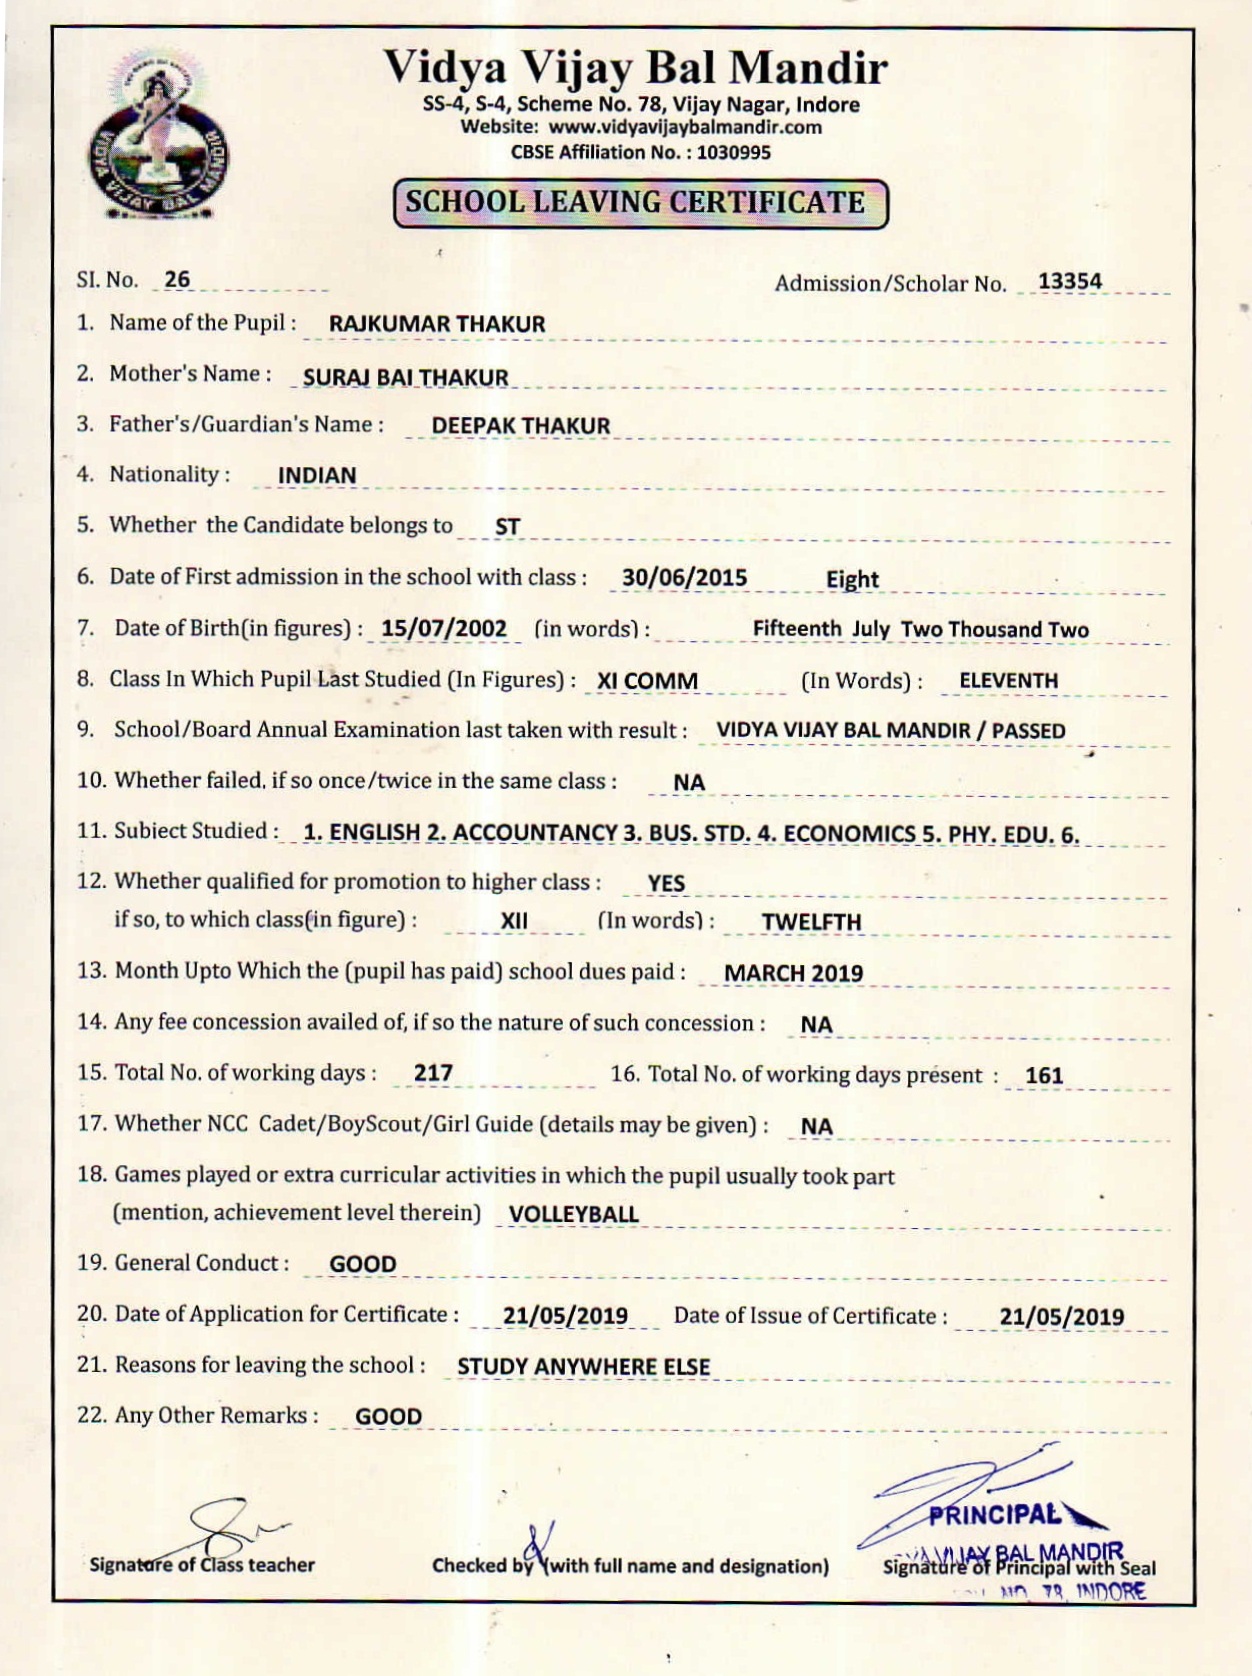 Vidya Vijay Bal Mandir
SS-4, S-4, Scheme No. 78, Vijay Nagar, Indore
Website: www.vidyavijaybalmandir.com
CBSE Affiliation No. : 1030995
VIDYA VIJAY BAL MANDIR
SCHOOL LEAVING CERTIFICATE
SI. No. 26 Admission/Scholar No. 13354
1. Name of the Pupil : RAJKUMAR THAKUR
2. Mother's Name : SURAJ BAI THAKUR
3. Father's/Guardian's Name : DEEPAK THAKUR
4. Nationality : INDIAN
5. Whether the Candidate belongs to ST
6. Date of First admission in the school with class : 30/06/2015 Eight
7. Date of Birth(in figures) : 15/07/2002 (in words) : Fifteenth July Two Thousand Two
8. Class In Which Pupil Last Studied (In Figures) : XI COMM (In Words) : ELEVENTH
9. School/Board Annual Examination last taken with result : VIDYA VIJAY BAL MANDIR / PASSED
10. Whether failed, if so once/twice in the same class : NA
11. Subject Studied : 1. ENGLISH 2. ACCOUNTANCY 3. BUS. STD. 4. ECONOMICS 5. PHY. EDU. 6.
12. Whether qualified for promotion to higher class : YES
if so, to which class(in figure) : XII (In words) : TWELFTH
13. Month Upto Which the (pupil has paid) school dues paid : MARCH 2019
14. Any fee concession availed of, if so the nature of such concession : NA
15. Total No. of working days : 217 16. Total No. of working days present : 161
17. Whether NCC Cadet/BoyScout/Girl Guide (details may be given) : NA
18. Games played or extra curricular activities in which the pupil usually took part
(mention, achievement level therein) VOLLEYBALL
19. General Conduct : GOOD
20. Date of Application for Certificate : 21/05/2019 Date of Issue of Certificate : 21/05/2019
21. Reasons for leaving the school : STUDY ANYWHERE ELSE
22. Any Other Remarks : GOOD
PRINCIPAL
VIJAY BAL MANDIR
Signature of Class teacher Checked by (with full name and designation) Signature of Principal with Seal
NO. 78, INDORE